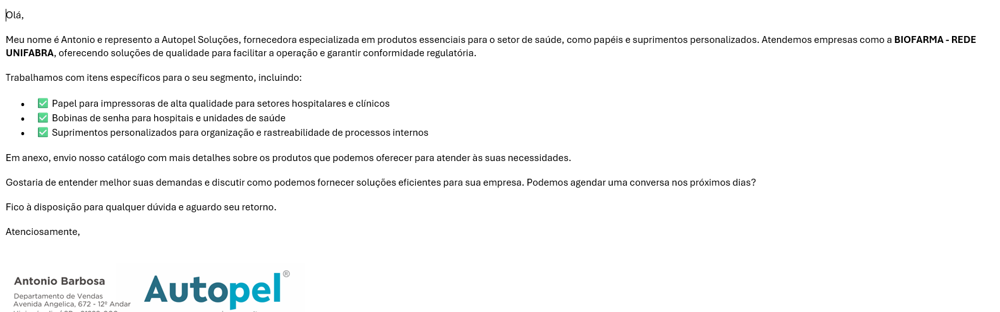 Olá,
Meu nome é Antonio e represento a Autopel Soluções, fornecedora especializada em produtos essenciais para o setor de saúde, como papéis e suprimentos personalizados. Atendemos empresas como a BIOFARMA - REDE
UNIFABRA, oferecendo soluções de qualidade para facilitar a operação e garantir conformidade regulatória.
Trabalhamos com itens específicos para o seu segmento, incluindo:
• ✅ Papel para impressoras de alta qualidade para setores hospitalares e clínicos
• ✅ Bobinas de senha para hospitais e unidades de saúde
• ✅ Suprimentos personalizados para organização e rastreabilidade de processos internos
Em anexo, envio nosso catálogo com mais detalhes sobre os produtos que podemos oferecer para atender às suas necessidades.
Gostaria de entender melhor suas demandas e discutir como podemos fornecer soluções eficientes para sua empresa. Podemos agendar uma conversa nos próximos dias?
Fico à disposição para qualquer dúvida e aguardo seu retorno.
Atenciosamente,
Antonio Barbosa
Departamento de Vendas
Avenida Angelica, 672 - 12º Andar
Autopel®